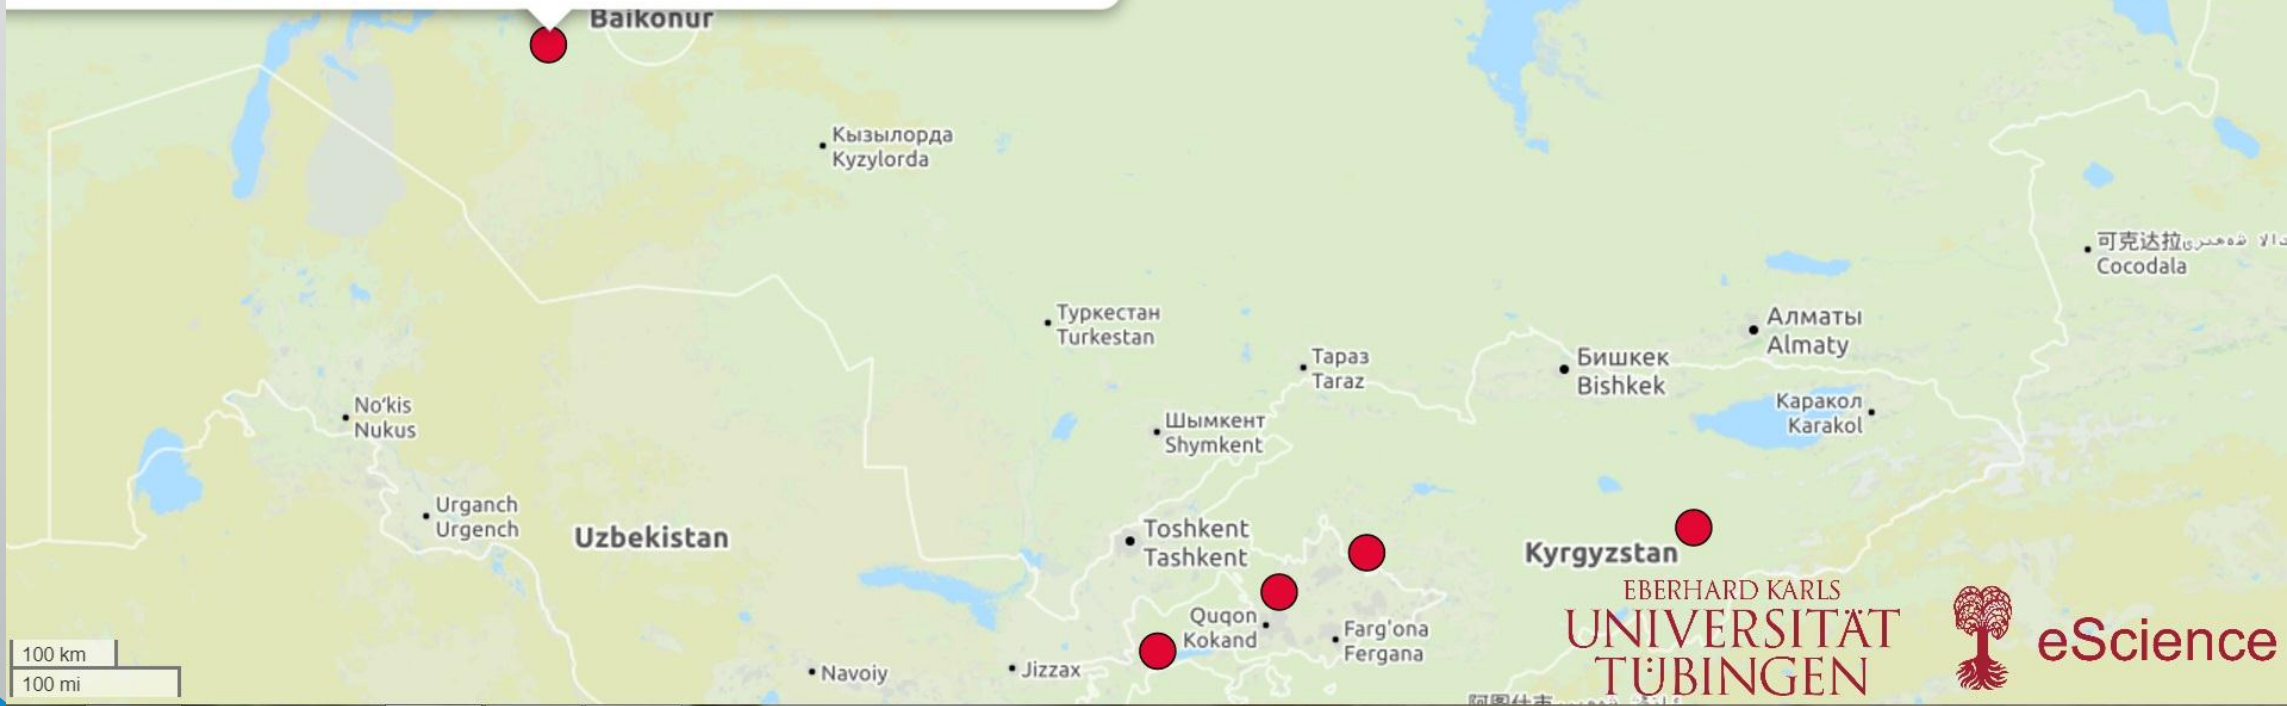 Baikonur
Кызылорда
Kyzylorda
可克达拉
Cocodala
Туркестан
Turkestan
Алматы
Almaty
Тараз
Taraz
Бишкек
Bishkek
Каракол
Karakol
No‘kis
Nukus
Шымкент
Shymkent
Urganch
Urgench
Uzbekistan
Toshkent
Tashkent
Kyrgyzstan
Quqon
Kokand
Farg'ona
Fergana
Navoiy
Jizzax
100 km
100 mi
EBERHARD KARLS
UNIVERSITÄT
TÜBINGEN
eScience